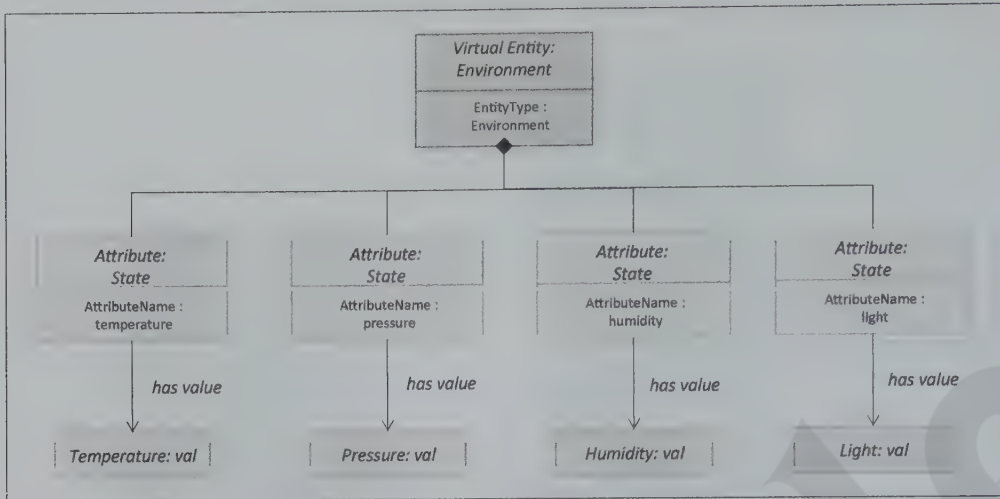 Virtual Entity:
Environment
EntityType :
Environment
Attribute:
State
AttributeName :
temperature
has value
Temperature: val
Attribute:
State
AttributeName :
pressure
has value
Pressure: val
Attribute:
State
AttributeName :
humidity
has value
Humidity: val
Attribute:
State
AttributeName :
light
has value
Light: val